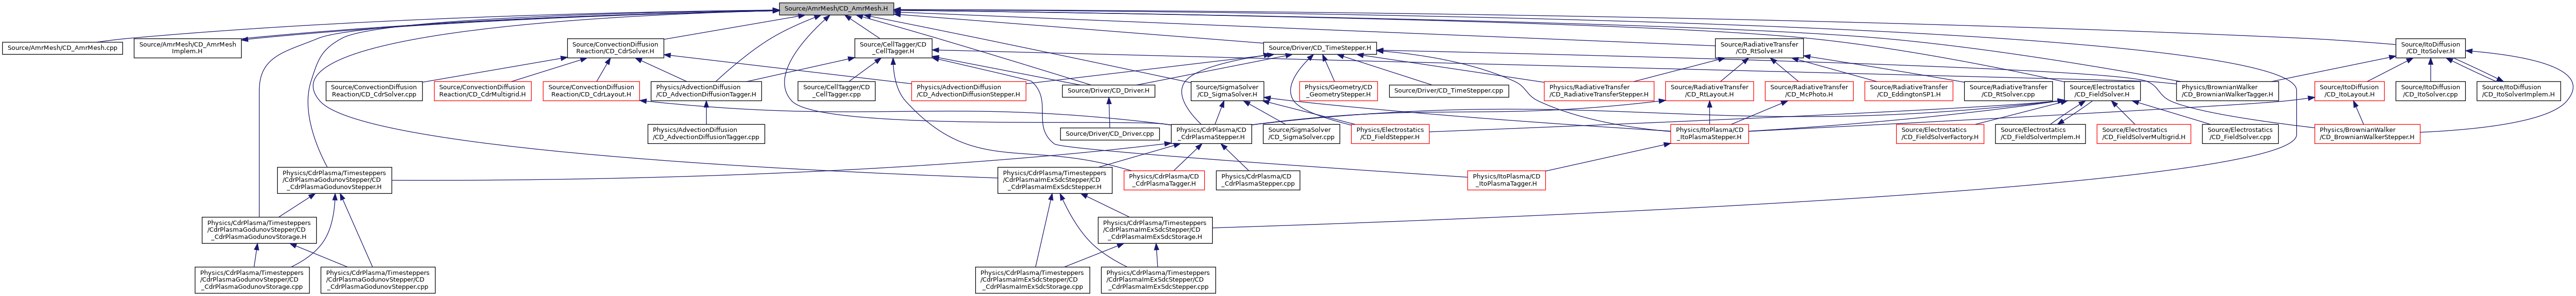 Source/AmrMesh/CD_AmrMesh.H
Source/AmrMesh/CD_AmrMesh.cpp
Source/AmrMesh/CD_AmrMesh
Implem.H
Source/ConvectionDiffusion
Reaction/CD_CdrSolver.H
Source/CellTagger/CD
_CellTagger.H
Source/Driver/CD_TimeStepper.H
Source/RadiativeTransfer
/CD_RtSolver.H
Source/ItoDiffusion
/CD_ItoSolver.H
Source/ConvectionDiffusion
Reaction/CD_CdrSolver.cpp
Source/ConvectionDiffusion
Reaction/CD_CdrMultigrid.H
Source/ConvectionDiffusion
Reaction/CD_CdrLayout.H
Physics/AdvectionDiffusion
/CD_AdvectionDiffusionTagger.H
Source/CellTagger/CD
_CellTagger.cpp
Physics/AdvectionDiffusion
/CD_AdvectionDiffusionStepper.H
Source/Driver/CD_Driver.H
Source/SigmaSolver
/CD_SigmaSolver.H
Physics/Geometry/CD
_GeometryStepper.H
Source/Driver/CD_TimeStepper.cpp
Physics/RadiativeTransfer
/CD_RadiativeTransferStepper.H
Source/RadiativeTransfer
/CD_RtLayout.H
Source/RadiativeTransfer
/CD_McPhoto.H
Source/RadiativeTransfer
/CD_EddingtonSP1.H
Source/RadiativeTransfer
/CD_RtSolver.cpp
Source/Electrostatics
/CD_FieldSolver.H
Physics/BrownianWalker
/CD_BrownianWalkerTagger.H
Source/ItoDiffusion
/CD_ItoLayout.H
Source/ItoDiffusion
/CD_ItoSolver.cpp
Source/ItoDiffusion
/CD_ItoSolverImplem.H
Physics/AdvectionDiffusion
/CD_AdvectionDiffusionTagger.cpp
Source/Driver/CD_Driver.cpp
Physics/CdrPlasma/CD
_CdrPlasmaStepper.H
Source/SigmaSolver
/CD_SigmaSolver.cpp
Physics/Electrostatics
/CD_FieldStepper.H
Physics/ItoPlasma/CD
_ItoPlasmaStepper.H
Source/Electrostatics
/CD_FieldSolverFactory.H
Source/Electrostatics
/CD_FieldSolverImplem.H
Source/Electrostatics
/CD_FieldSolverMultigrid.H
Source/Electrostatics
/CD_FieldSolver.cpp
Physics/BrownianWalker
/CD_BrownianWalkerStepper.H
Physics/CdrPlasma/Timesteppers
/CdrPlasmaGodunovStepper/CD
_CdrPlasmaGodunovStepper.H
Physics/CdrPlasma/Timesteppers
/CdrPlasmaImExSdcStepper/CD
_CdrPlasmaImExSdcStepper.H
Physics/CdrPlasma/CD
_CdrPlasmaTagger.H
Physics/CdrPlasma/CD
_CdrPlasmaStepper.cpp
Physics/ItoPlasma/CD
_ItoPlasmaTagger.H
Physics/CdrPlasma/Timesteppers
/CdrPlasmaGodunovStepper/CD
_CdrPlasmaGodunovStorage.H
Physics/CdrPlasma/Timesteppers
/CdrPlasmaImExSdcStepper/CD
_CdrPlasmaImExSdcStorage.H
Physics/CdrPlasma/Timesteppers
/CdrPlasmaGodunovStepper/CD
_CdrPlasmaGodunovStorage.cpp
Physics/CdrPlasma/Timesteppers
/CdrPlasmaGodunovStepper/CD
_CdrPlasmaGodunovStepper.cpp
Physics/CdrPlasma/Timesteppers
/CdrPlasmaImExSdcStepper/CD
_CdrPlasmaImExSdcStorage.cpp
Physics/CdrPlasma/Timesteppers
/CdrPlasmaImExSdcStepper/CD
_CdrPlasmaImExSdcStepper.cpp